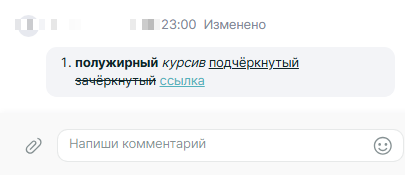 23:00 Изменено
1. полужирный курсив подчёркнутый
зачёркнутый ссылка
Напиши комментарий